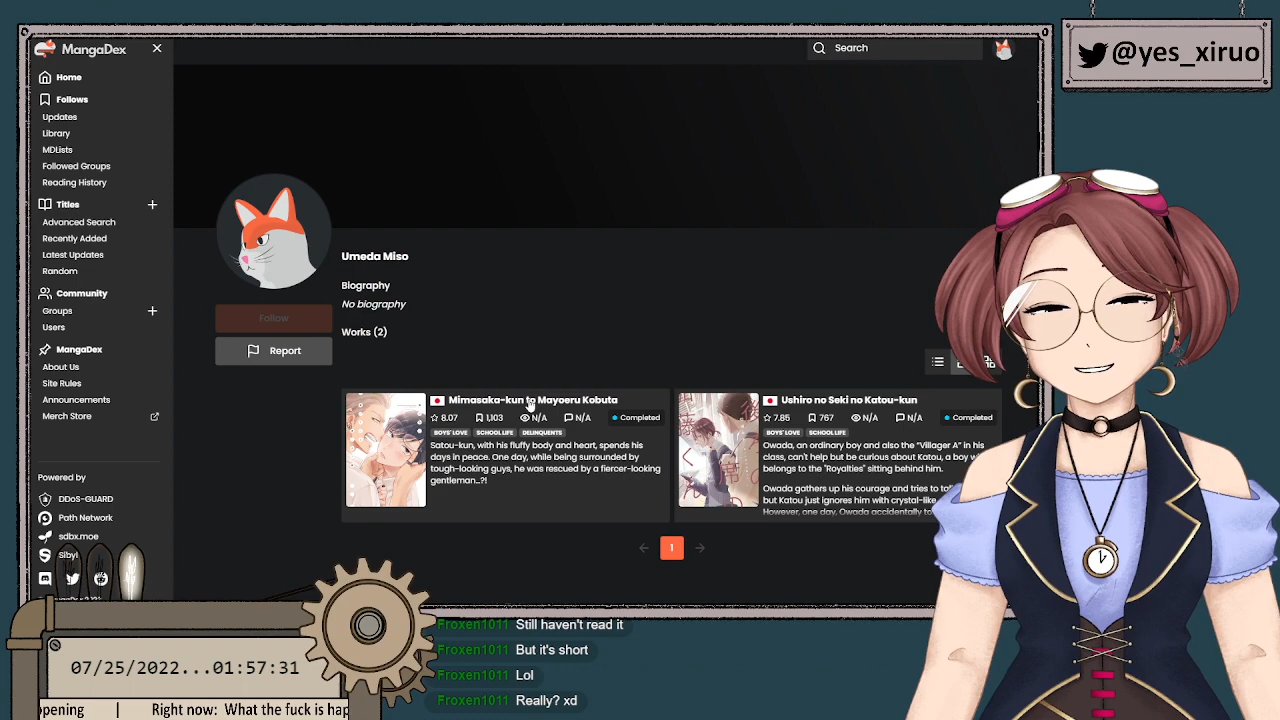 MangaDex
Search
@yes_xiruo
Home
Follows
Updates
Library
MDLists
Followed Groups
Reading History
Titles
Advanced Search
Recently Added
Latest Updates
Random
Community
Groups
Users
MangaDex
About Us
Site Rules
Announcements
Merch Store
Powered by
DDoS-GUARD
Path Network
sdbx.moe
Umeda Miso
Biography
No biography
Works (2)
Follow
Report
Mimasaka-kun to Mayoeru Kobuta
8.07 1,103 N/A N/A Completed
BOYS' LOVE SCHOOL LIFE DELINQUENTS
Satou-kun, with his fluffy body and heart, spends his
days in peace. One day, while being surrounded by
tough-looking guys, he was rescued by a fierce-looking
gentleman...?!
Ushiro no Seki no Katou-kun
7.85 767 N/A N/A Completed
BOYS' LOVE SCHOOL LIFE
Owada, an ordinary boy and also the "Villager A" in his
class, can't help but be curious about Katou, a boy
belongs to the "Royalties" sitting behind him.
Owada gathers up his courage and tries to
but Katou just ignores him with crystal-like
However, one day, Owada accidentally
1
Froxen1011 Still haven't read it
Froxen1011 But it's short
Froxen1011 Lol
Froxen1011 Really? xd
07/25/2022...01:57:31
pening | Right now: What the fuck is hap